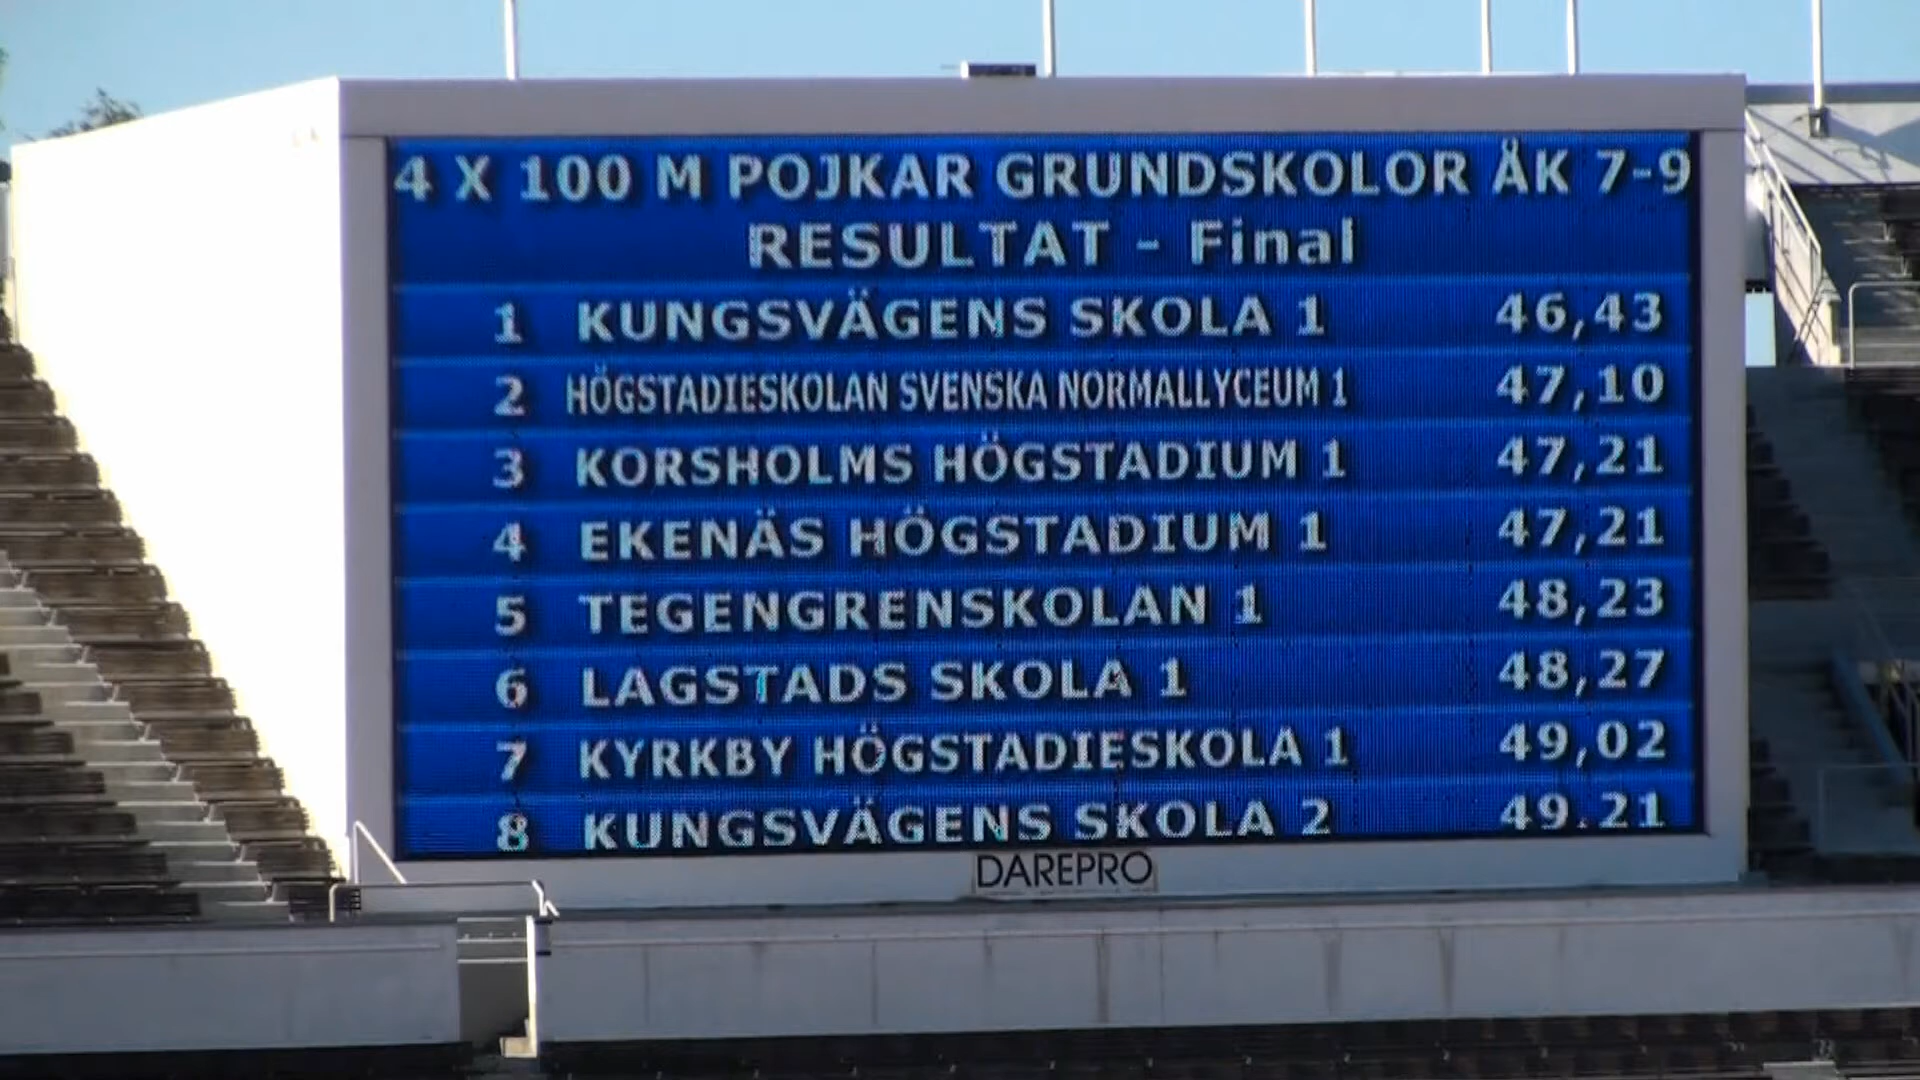 4 X 100 M POJKAR GRUNDSKOLOR ÅK 7-9
RESULTAT - Final
1 KUNGSVÄGENS SKOLA 1 46,43
2 HÖGSTADIESKOLAN SVENSKA NORMALLYCEUM 1 47,10
3 KORSHOLMS HÖGSTADIUM 1 47,21
4 EKENÄS HÖGSTADIUM 1 47,21
5 TEGENGRENSKOLAN 1 48,23
6 LAGSTADS SKOLA 1 48,27
7 KYRKBY HÖGSTADIESKOLA 1 49,02
8 KUNGSVÄGENS SKOLA 2 49.21
DAREPRO